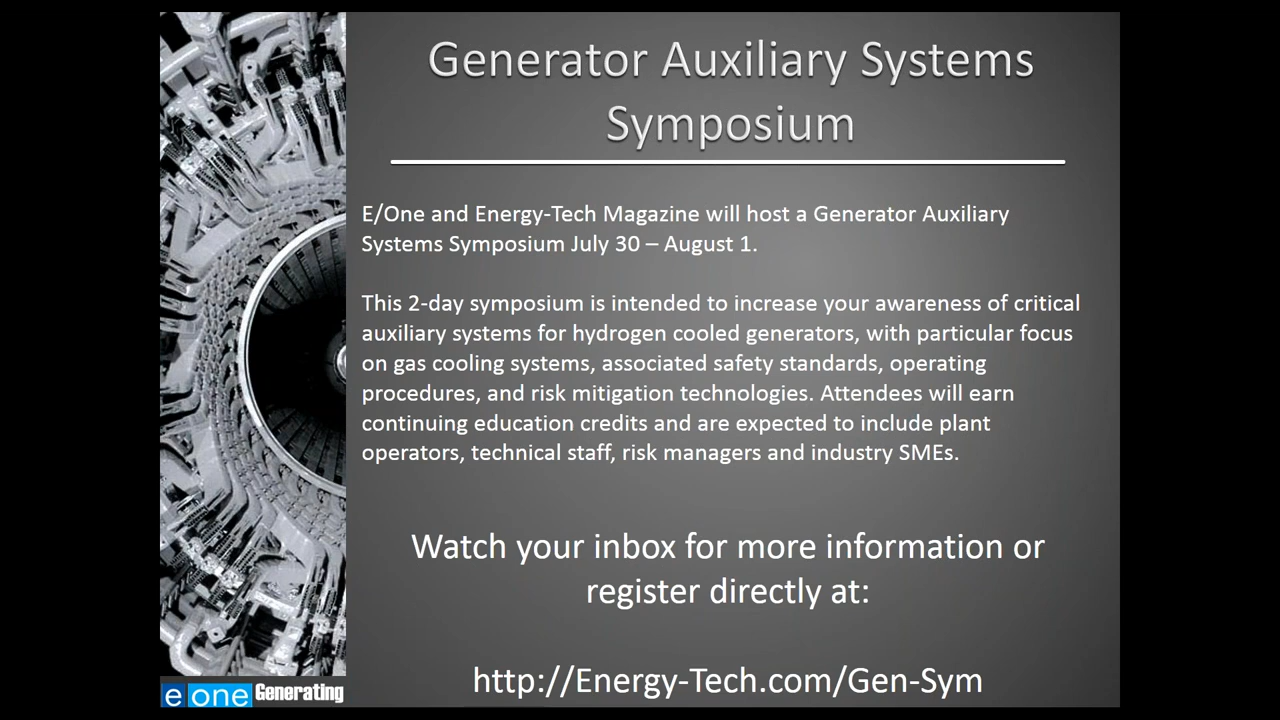 Generator Auxiliary Systems
Symposium
E/One and Energy-Tech Magazine will host a Generator Auxiliary
Systems Symposium July 30 – August 1.
This 2-day symposium is intended to increase your awareness of critical
auxiliary systems for hydrogen cooled generators, with particular focus
on gas cooling systems, associated safety standards, operating
procedures, and risk mitigation technologies. Attendees will earn
continuing education credits and are expected to include plant
operators, technical staff, risk managers and industry SMEs.
Watch your inbox for more information or
register directly at:
http://Energy-Tech.com/Gen-Sym
e one Generating